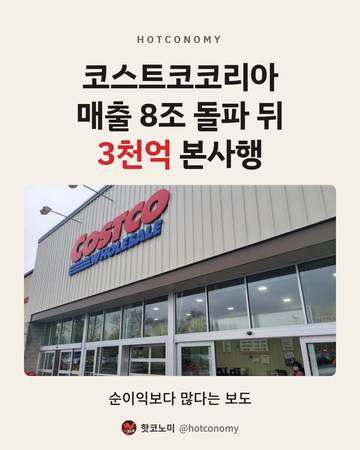 HOTCONOMY
코스트코코리아
매출 8조 돌파 뒤
3천억 본사행
COSTCO
WHOLESALE
순이익보다 많다는 보도
핫코노미 @hotconomy